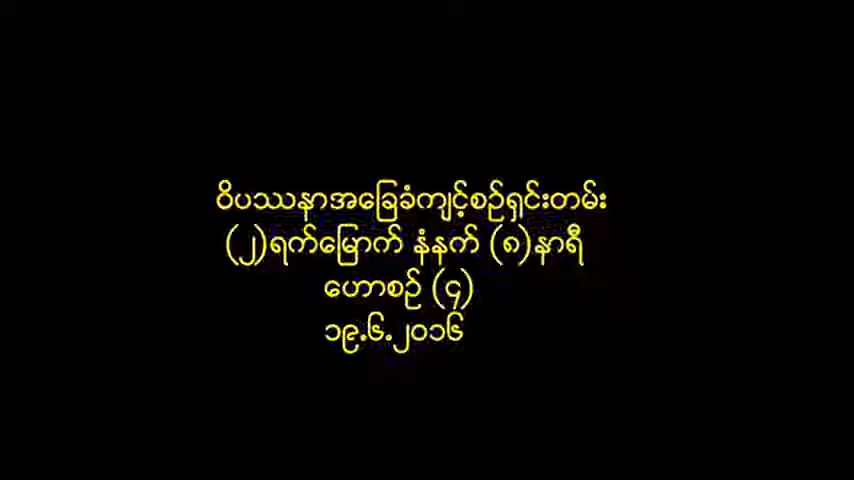 ဝိပဿနာအခြေခံကျင့်စဉ်ရှင်းတမ်း
(၂)ရက်မြောက် နံနက် (၈)နာရီ
ဟောစဉ် (၄)
၁၉.၆.၂၀၁၆